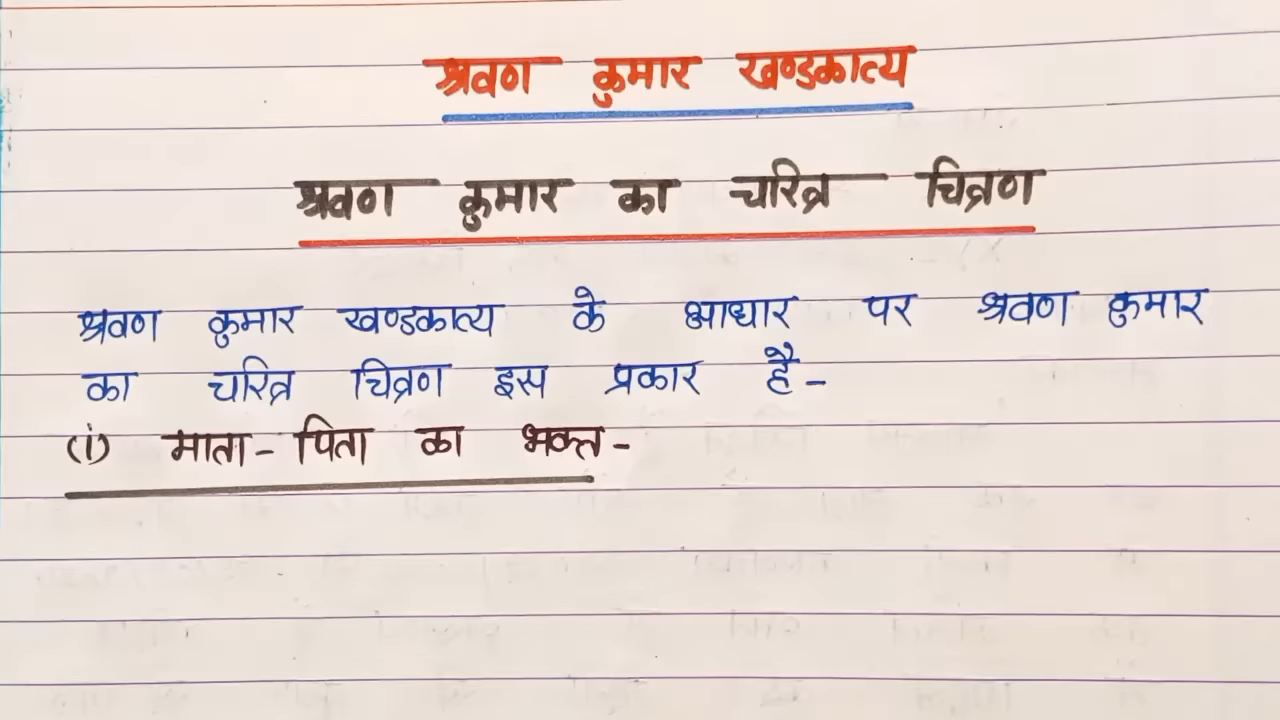 श्रवण कुमार खण्डकाव्य
श्रवण कुमार का चरित्र चित्रण
श्रवण कुमार खण्डकाव्य के आधार पर श्रवण कुमार
का चरित्र चित्रण इस प्रकार है-
(i) माता-पिता का भक्त-